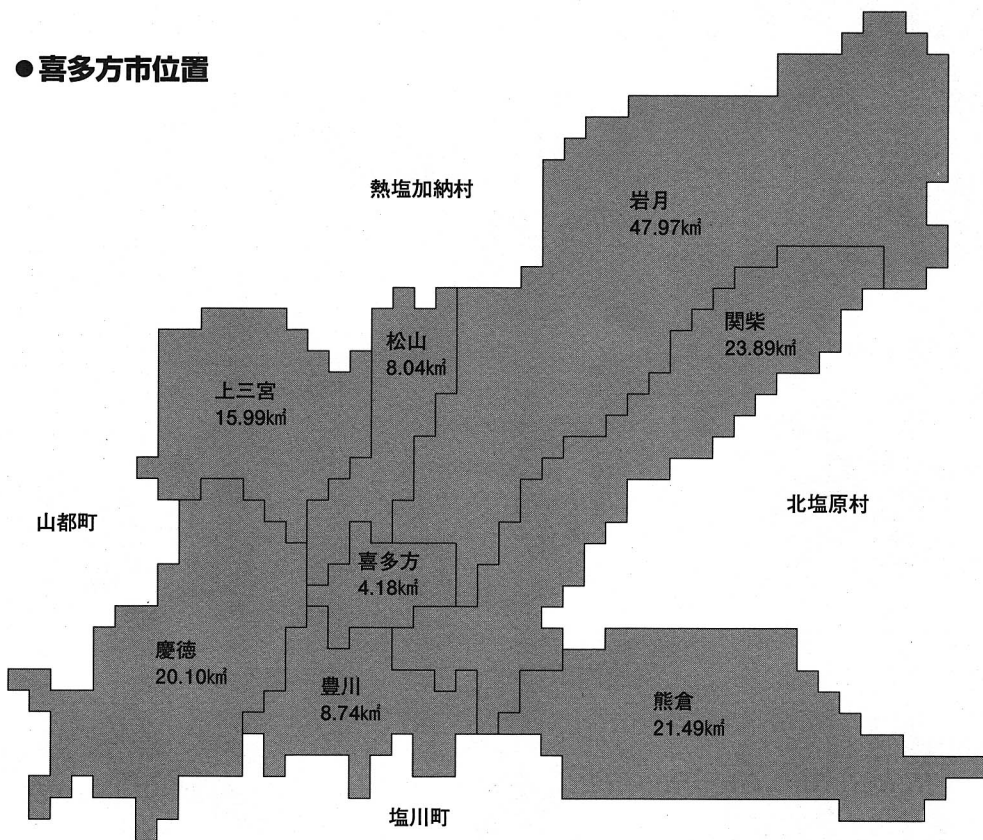 ●喜多方市位置
熱塩加納村
岩月
47.97k㎡
関柴
23.89k㎡
松山
8.04k㎡
上三宮
15.99k㎡
山都町
北塩原村
喜多方
4.18k㎡
慶徳
20.10k㎡
豊川
8.74k㎡
熊倉
21.49k㎡
塩川町